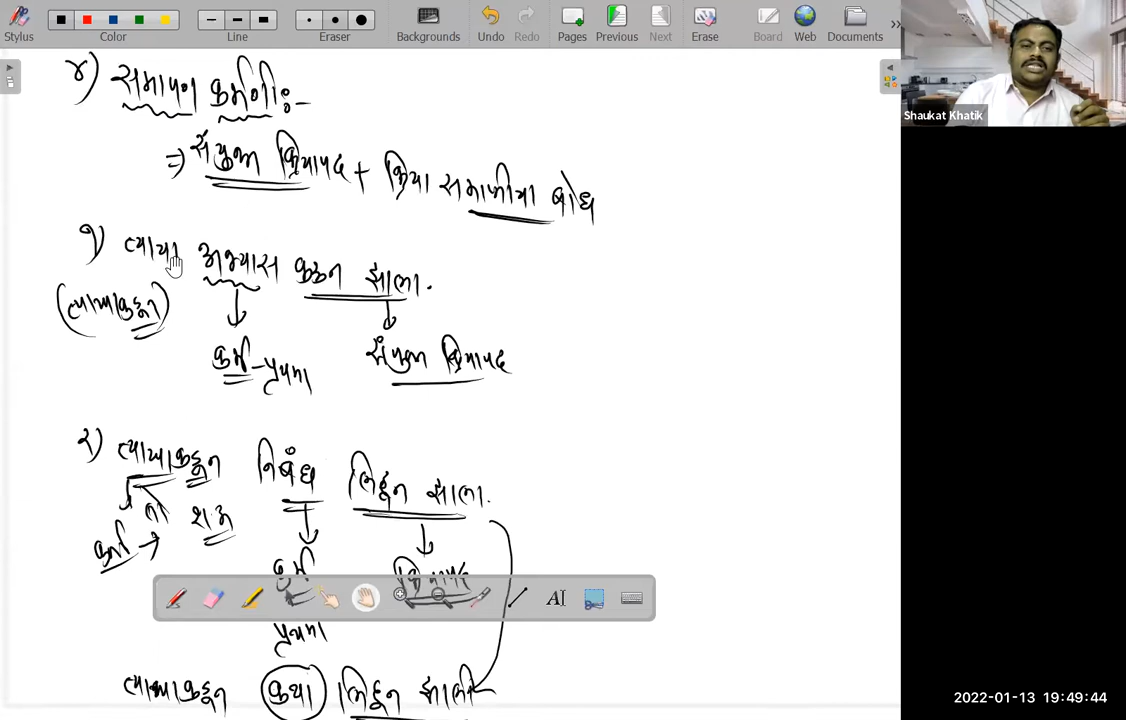 Stylus Color Line Eraser Backgrounds Undo Redo Pages Previous Next Erase Board Web Documents
Shaukat Khatik
४) समापन कर्मणी :-
⇒ संयुक्त क्रियापद + क्रिया समाप्तीचा बोध
१) त्याचा अभ्यास करून झाला.
(त्याच्याकडून)
कर्म - प्रथमा संयुक्त क्रियापद
२) त्याच्याकडून निबंध लिहून झाला.
तो राम
कर्ता → कर्म क्रियापद
प्रथमा
त्याच्याकडून कथा लिहून झाली
2022-01-13 19:49:44